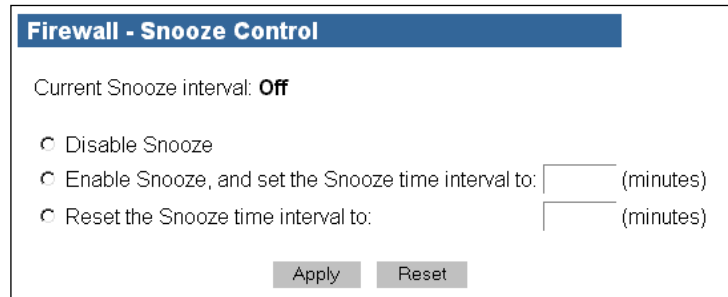 Firewall - Snooze Control
Current Snooze interval: Off
Disable Snooze
Enable Snooze, and set the Snooze time interval to: (minutes)
Reset the Snooze time interval to: (minutes)
Apply Reset